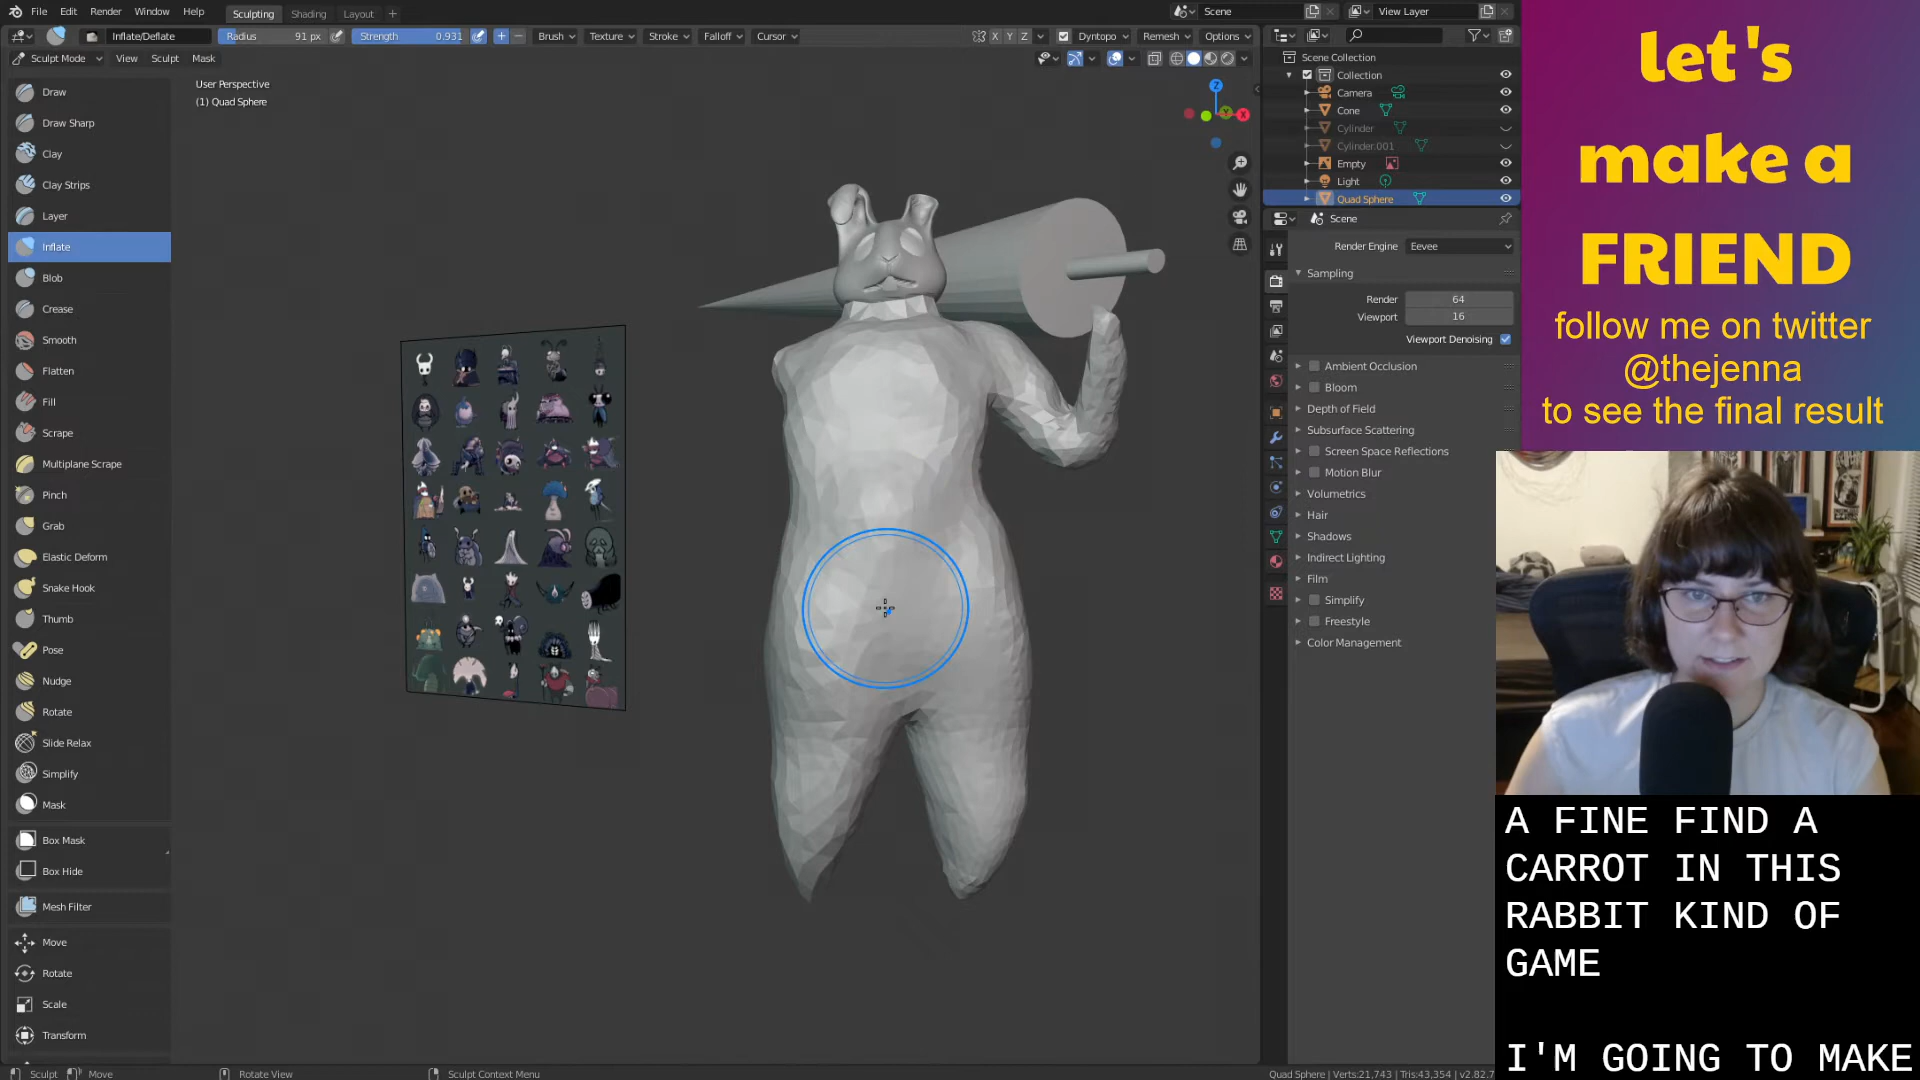 File Edit Render Window Help Sculpting Shading Layout + Scene View Layer
Inflate/Deflate Radius 91 px Strength 0.931 Brush Texture Stroke Falloff Cursor X Y Z Dyntopo Remesh Options
Sculpt Mode View Sculpt Mask
User Perspective
(1) Quad Sphere
Draw
Draw Sharp
Clay
Clay Strips
Layer
Inflate
Blob
Crease
Smooth
Flatten
Fill
Scrape
Multiplane Scrape
Pinch
Grab
Elastic Deform
Snake Hook
Thumb
Pose
Nudge
Rotate
Slide Relax
Simplify
Mask
Box Mask
Box Hide
Mesh Filter
Move
Rotate
Scale
Transform
Z
X
Scene Collection
Collection
Camera
Cone
Cylinder
Cylinder.001
Empty
Light
Quad Sphere
Scene
Render Engine Eevee
Sampling
Render 64
Viewport 16
Viewport Denoising
Ambient Occlusion
Bloom
Depth of Field
Subsurface Scattering
Screen Space Reflections
Motion Blur
Volumetrics
Hair
Shadows
Indirect Lighting
Film
Simplify
Freestyle
Color Management
Sculpt Move Rotate View Sculpt Context Menu Quad Sphere | Verts:21,743 | Tris:43,354 | v2.82.7
let's
make a
FRIEND
follow me on twitter
@thejenna
to see the final result
A FINE FIND A
CARROT IN THIS
RABBIT KIND OF
GAME
I'M GOING TO MAKE